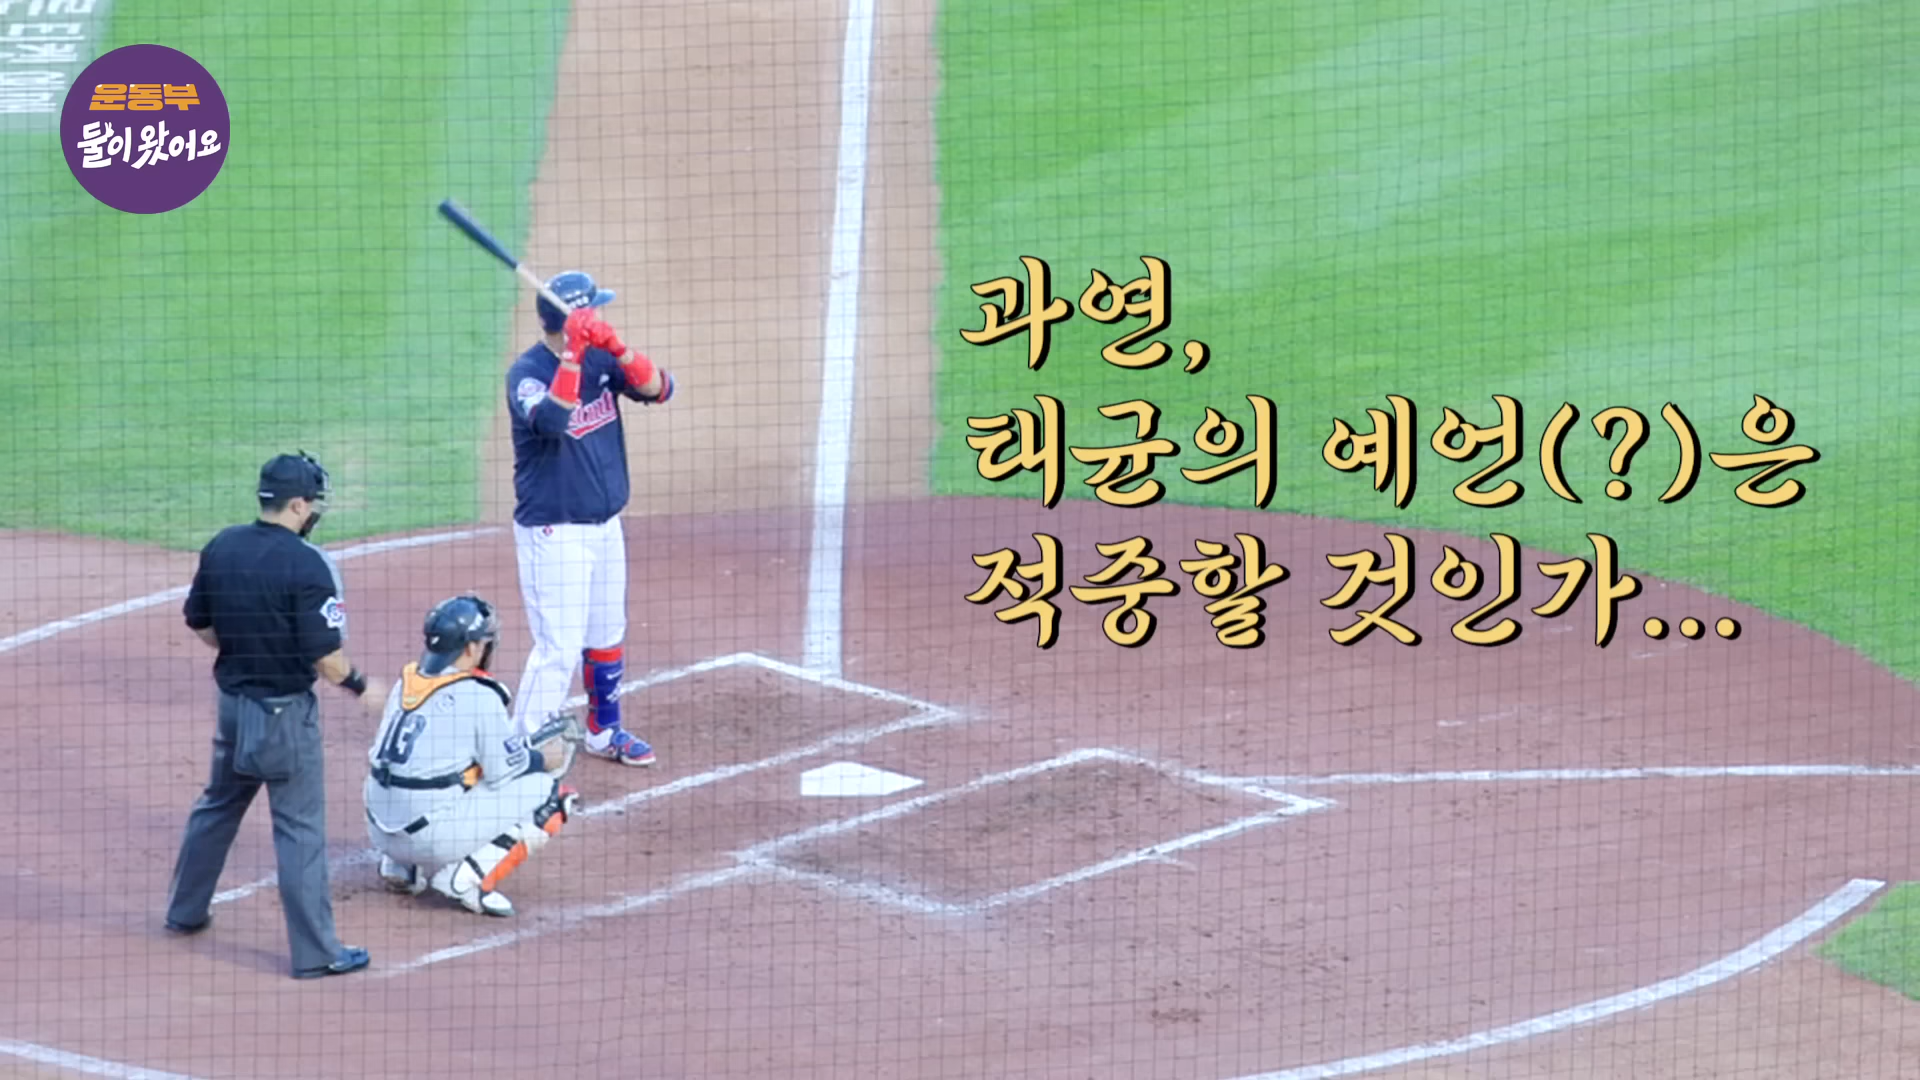 운동부
둘이 왔어요
과연,
태균의 예언(?)은
적중할 것인가...
13